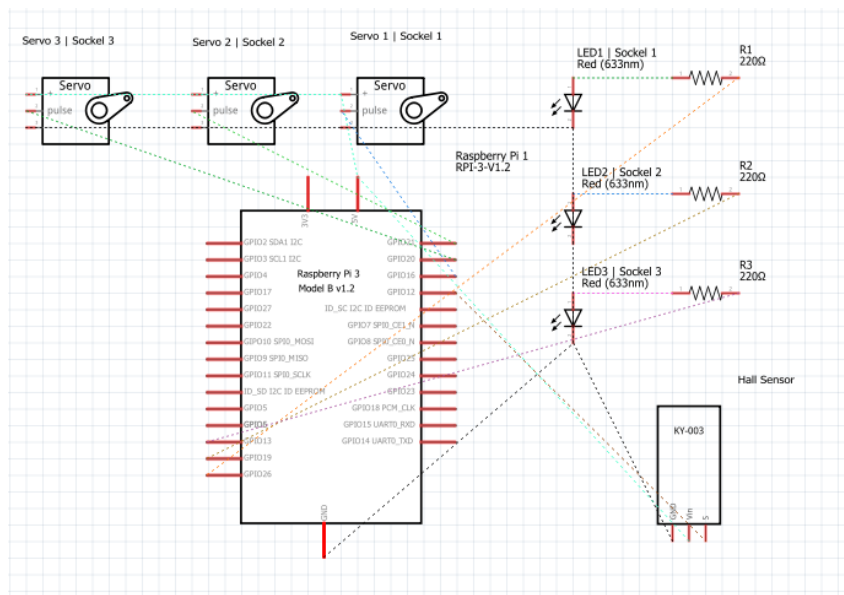 Servo 3 | Sockel 3
Servo 2 | Sockel 2
Servo 1 | Sockel 1
LED1 | Sockel 1
Red (633nm)
R1
220Ω
Servo
Servo
Servo
pulse
pulse
pulse
Raspberry Pi 1
RPI-3-V1.2
LED2 | Sockel 2
Red (633nm)
R2
220Ω
3V3
5V
GPIO2 SDA1 I2C
GPIO3 SCL1 I2C
GPIO20
GPIO4
GPIO16
Raspberry Pi 3
Model B v1.2
GPIO17
GPIO12
GPIO27
ID_SC I2C ID EEPROM
GPIO22
GPIO7 SPI0_CE1_N
GPIO10 SPI0_MOSI
GPIO8 SPI0_CE0_N
GPIO9 SPI0_MISO
GPIO25
GPIO11 SPI0_SCLK
GPIO24
ID_SD I2C ID EEPROM
GPIO23
GPIO5
GPIO18 PCM_CLK
GPIO6
GPIO15 UART0_RXD
GPIO13
GPIO14 UART0_TXD
GPIO19
GPIO26
GND
LED3 | Sockel 3
Red (633nm)
R3
220Ω
Hall Sensor
KY-003
GND
Vin
S